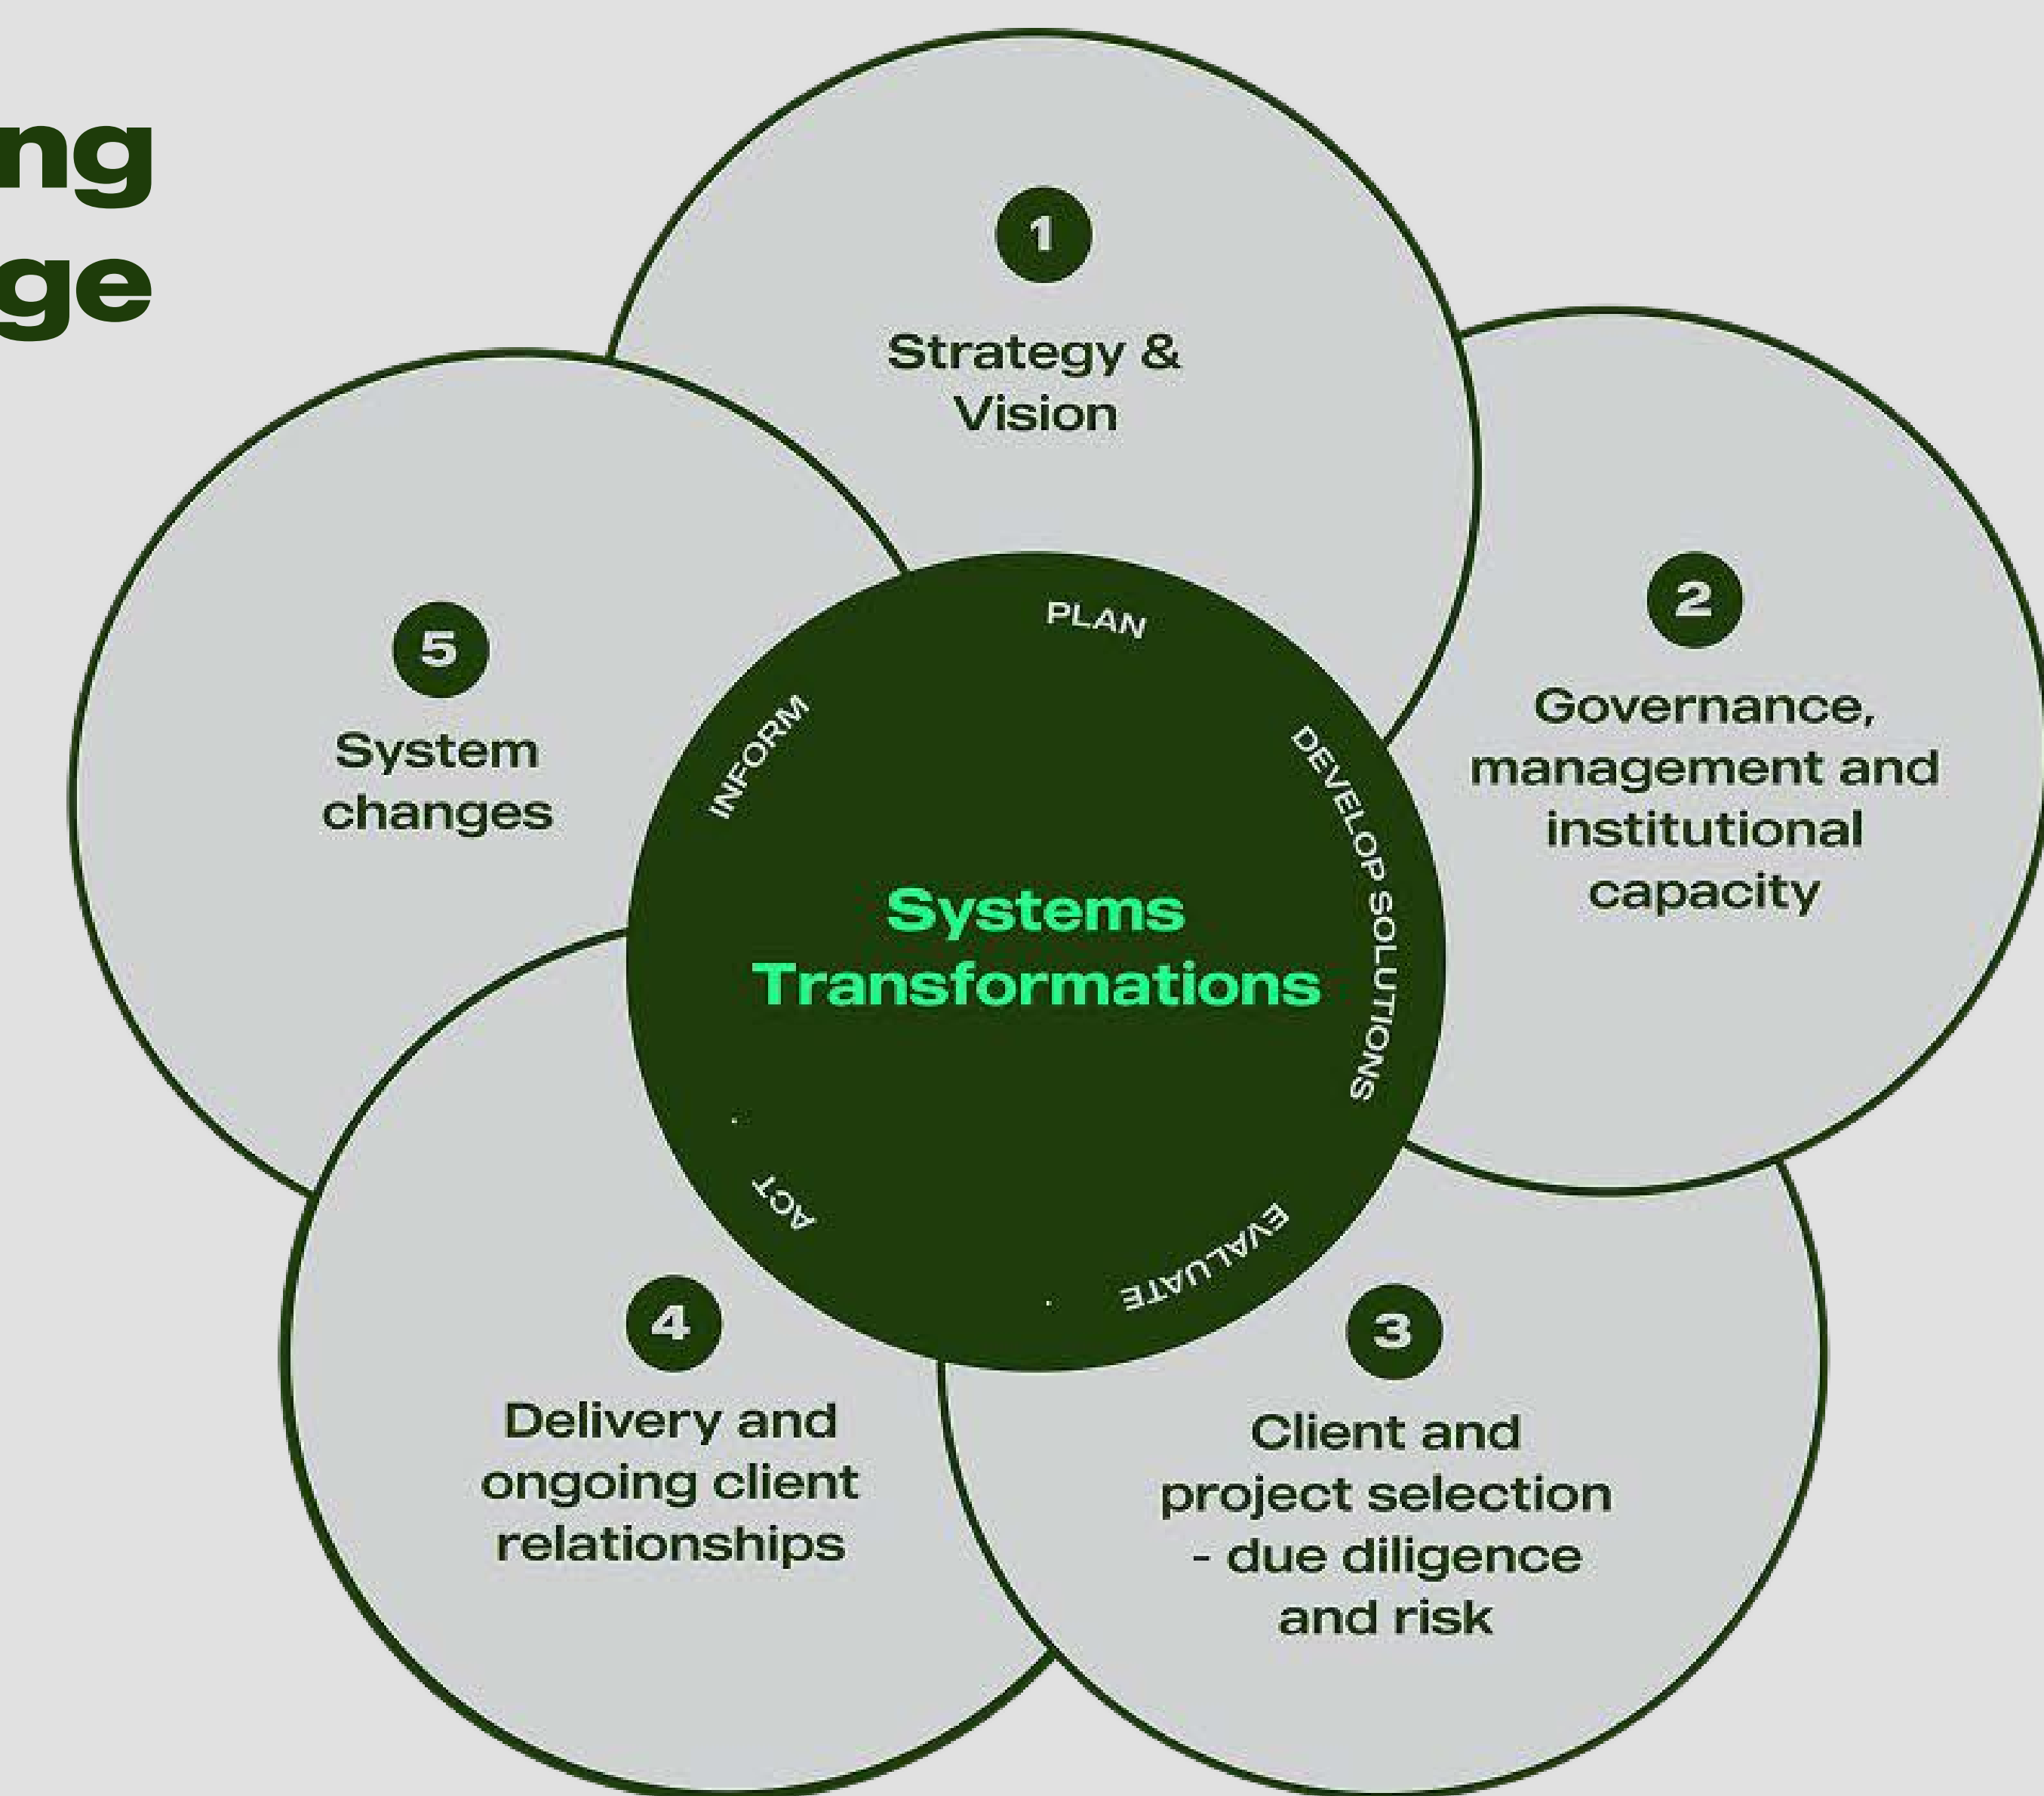 ng
ge
1
Strategy &
Vision
2
Governance,
management and
institutional
capacity
3
Client and
project selection
- due diligence
and risk
4
Delivery and
ongoing client
relationships
5
System
changes
PLAN
DEVELOP SOLUTIONS
EVALUATE
ACT
INFORM
Systems
Transformations